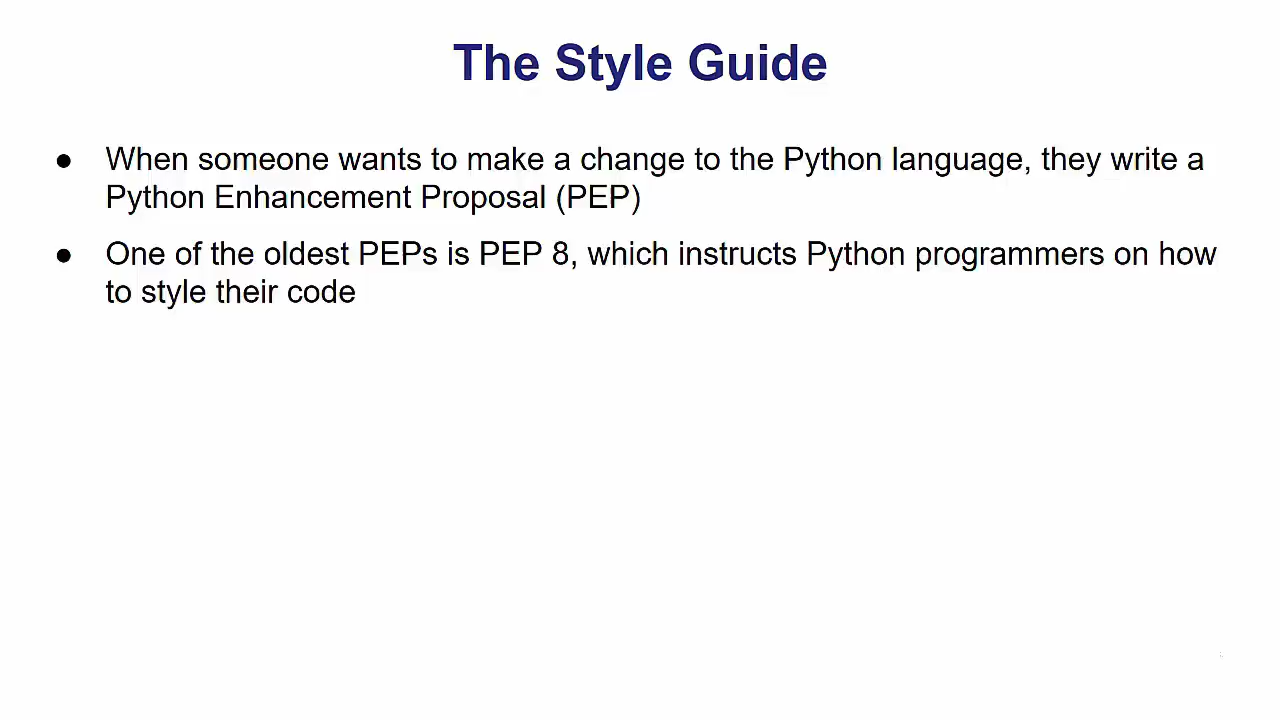 The Style Guide
● When someone wants to make a change to the Python language, they write a
Python Enhancement Proposal (PEP)
● One of the oldest PEPs is PEP 8, which instructs Python programmers on how
to style their code